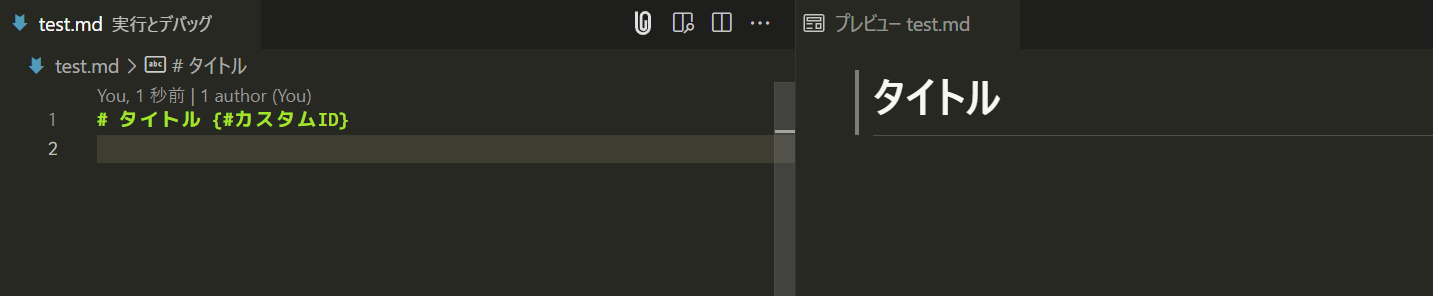 test.md 実行とデバッグ
プレビュー test.md
test.md > # タイトル
You, 1 秒前 | 1 author (You)
1 # タイトル {#カスタムID}
2
タイトル